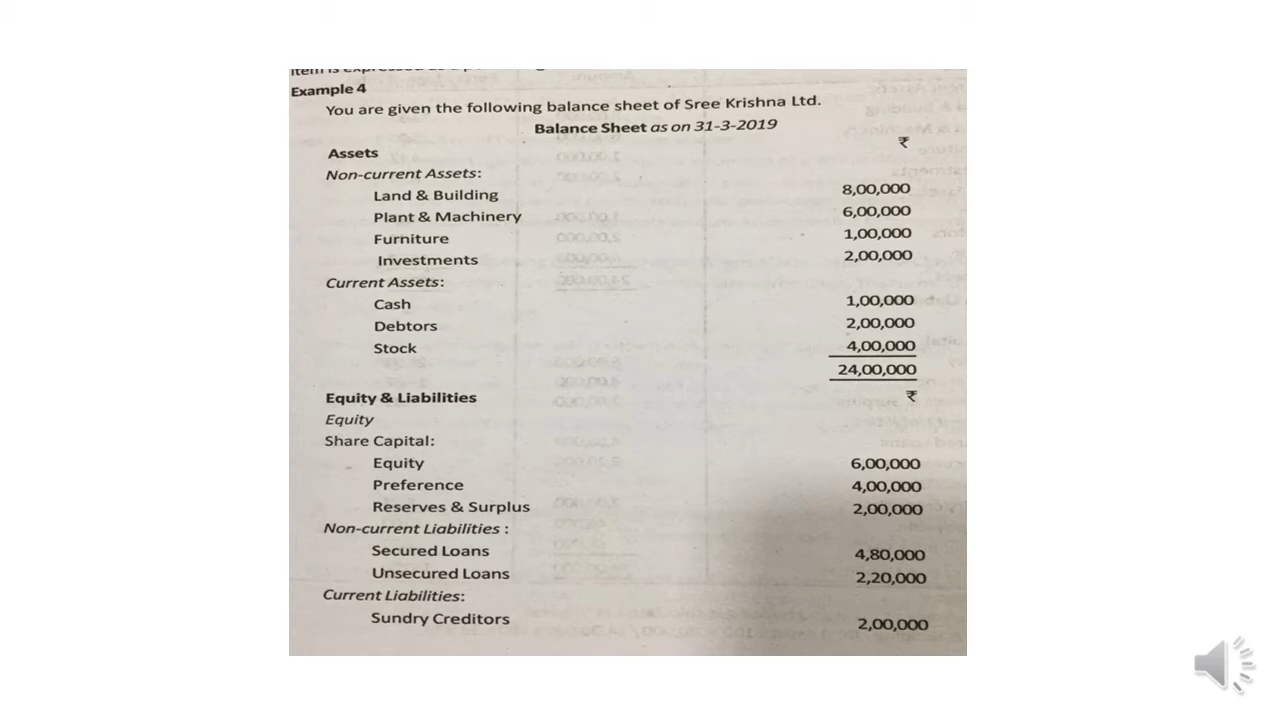 Example 4
You are given the following balance sheet of Sree Krishna Ltd.
Balance Sheet as on 31-3-2019
₹
Assets
Non-current Assets:
Land & Building 8,00,000
Plant & Machinery 6,00,000
Furniture 1,00,000
Investments 2,00,000
Current Assets:
Cash 1,00,000
Debtors 2,00,000
Stock 4,00,000
24,00,000
Equity & Liabilities ₹
Equity
Share Capital:
Equity 6,00,000
Preference 4,00,000
Reserves & Surplus 2,00,000
Non-current Liabilities :
Secured Loans 4,80,000
Unsecured Loans 2,20,000
Current Liabilities:
Sundry Creditors 2,00,000